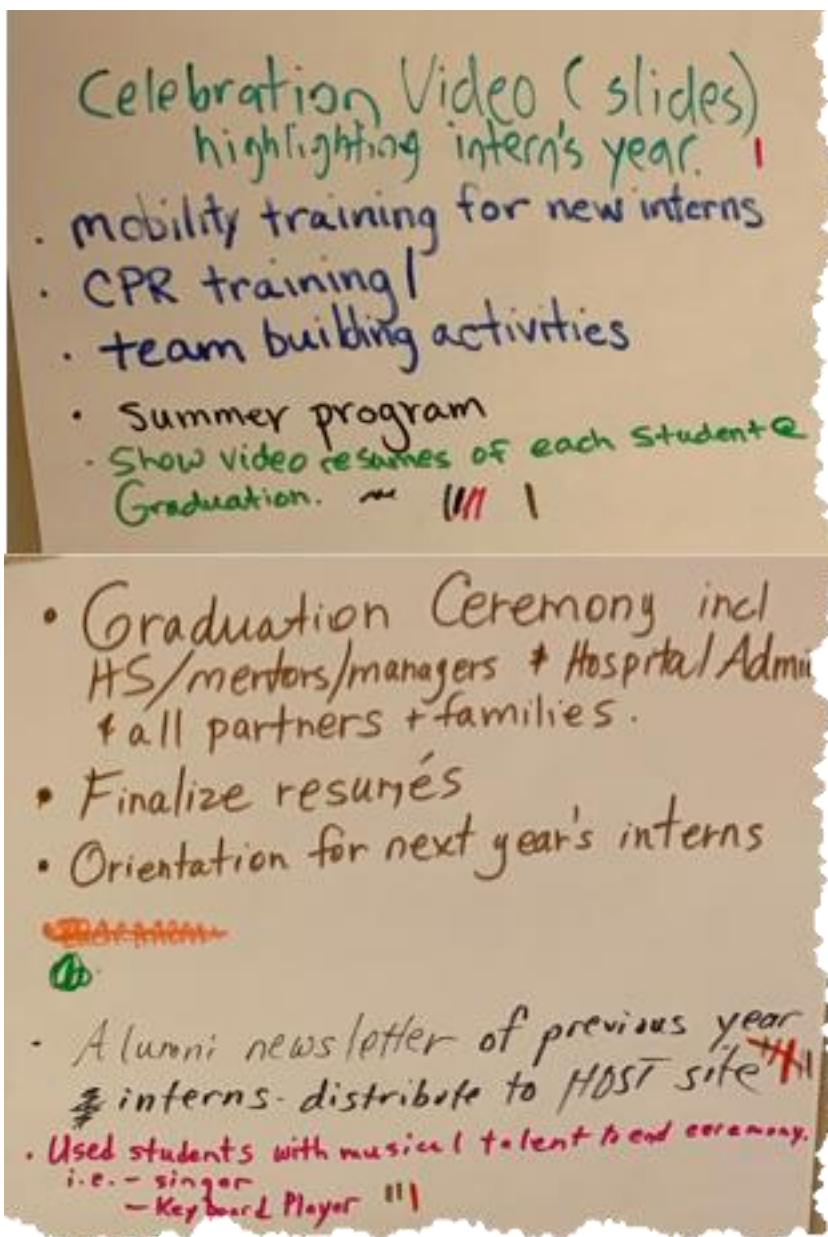 Celebration Video (slides)
highlighting intern's year. |
· mobility training for new interns
· CPR training/
· team building activities
· Summer program
· Show video resumes of each student @
Graduation. ~ |||| |
• Graduation Ceremony incl
HS/mentors/managers & Hospital Admi
& all partners + families.
• Finalize resumés
• Orientation for next year's interns
- Alumni newsletter of previous year
interns - distribute to HOST site
· Used students with musical talent to end ceremony.
i.e. - singer
- Keyboard Player |||